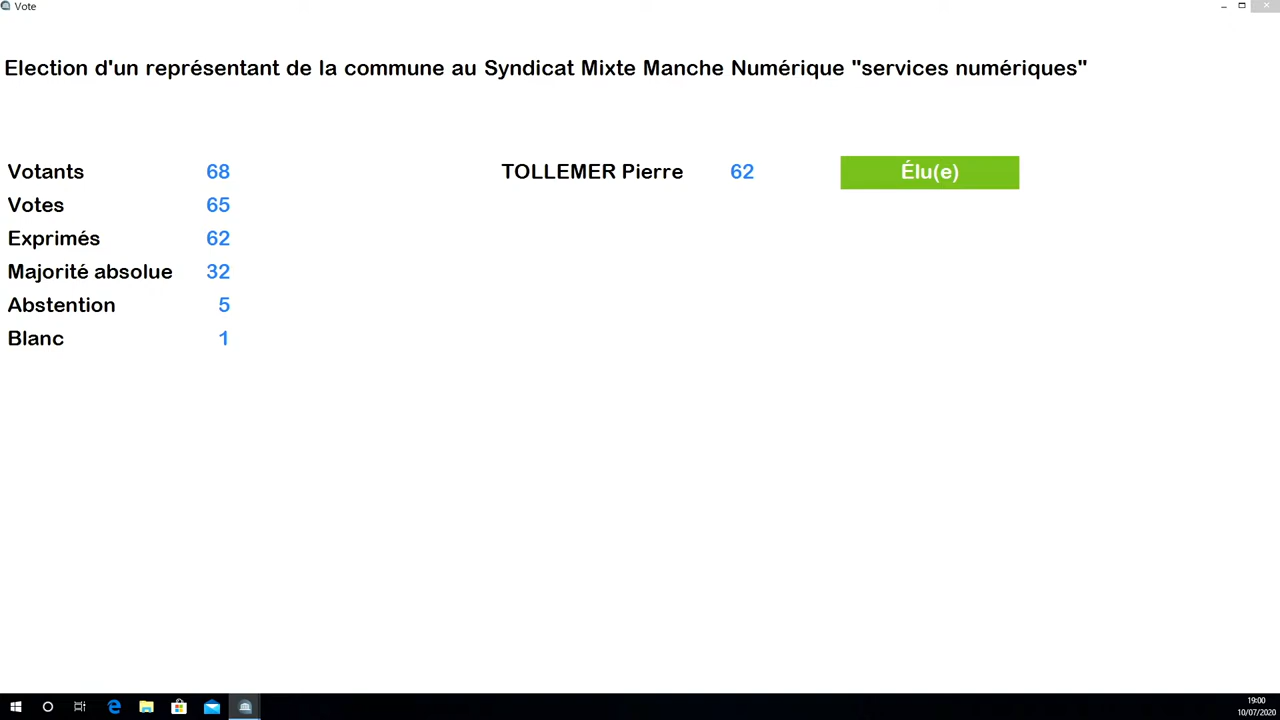 Vote
Election d'un représentant de la commune au Syndicat Mixte Manche Numérique "services numériques"
Votants 68 TOLLEMER Pierre 62 Élu(e)
Votes 65
Exprimés 62
Majorité absolue 32
Abstention 5
Blanc 1
19:00
10/07/2020